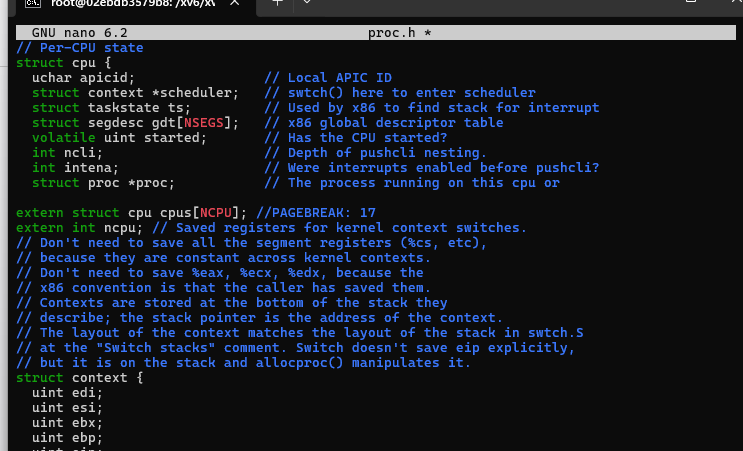 root@02ebdb3579b8: /xv6/xv
GNU nano 6.2 proc.h *
// Per-CPU state
struct cpu {
  uchar apicid;                // Local APIC ID
  struct context *scheduler;   // swtch() here to enter scheduler
  struct taskstate ts;         // Used by x86 to find stack for interrupt
  struct segdesc gdt[NSEGS];   // x86 global descriptor table
  volatile uint started;       // Has the CPU started?
  int ncli;                    // Depth of pushcli nesting.
  int intena;                  // Were interrupts enabled before pushcli?
  struct proc *proc;           // The process running on this cpu or
extern struct cpu cpus[NCPU]; //PAGEBREAK: 17
extern int ncpu; // Saved registers for kernel context switches.
// Don't need to save all the segment registers (%cs, etc),
// because they are constant across kernel contexts.
// Don't need to save %eax, %ecx, %edx, because the
// x86 convention is that the caller has saved them.
// Contexts are stored at the bottom of the stack they
// describe; the stack pointer is the address of the context.
// The layout of the context matches the layout of the stack in swtch.S
// at the "Switch stacks" comment. Switch doesn't save eip explicitly,
// but it is on the stack and allocproc() manipulates it.
struct context {
  uint edi;
  uint esi;
  uint ebx;
  uint ebp;